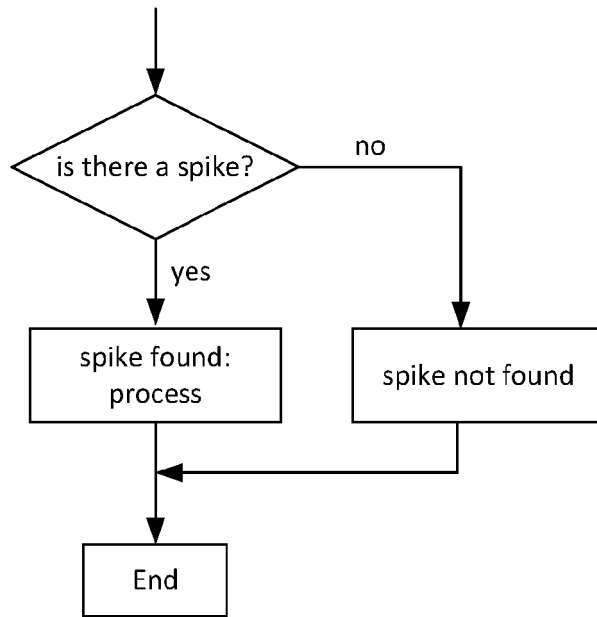 is there a spike?
no
yes
spike found:
process
spike not found
End